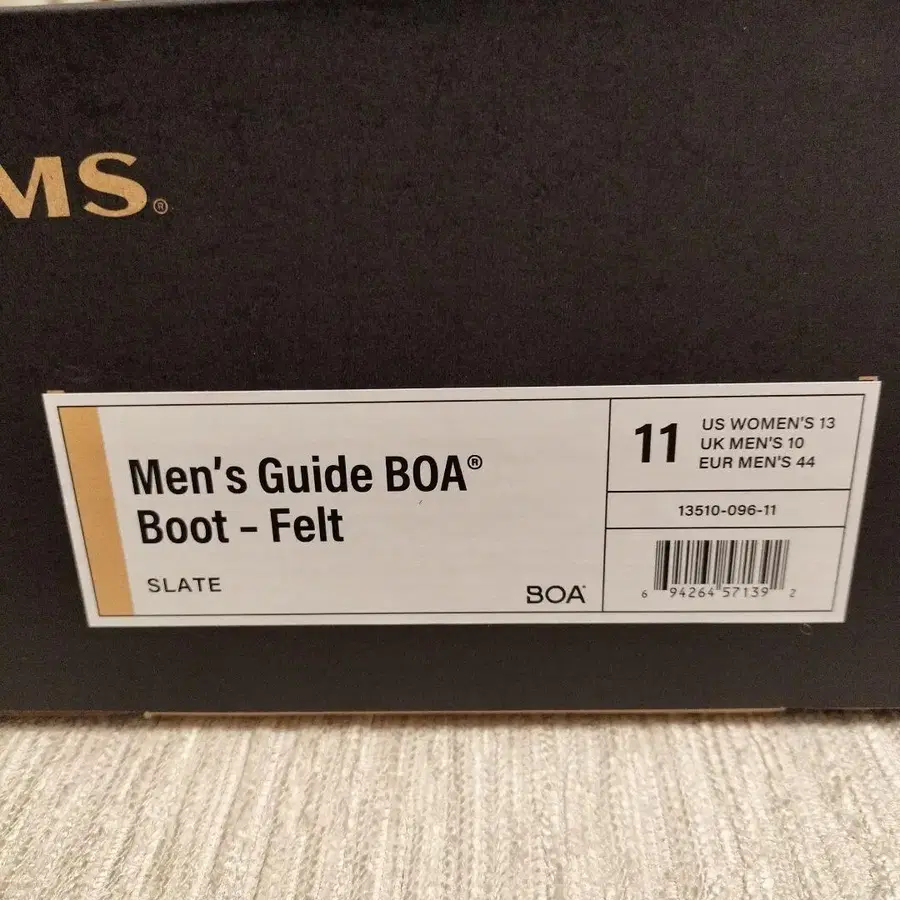 MS®
Men's Guide BOA®
Boot - Felt
SLATE
BOA
11
US WOMEN'S 13
UK MEN'S 10
EUR MEN'S 44
13510-096-11
6 94264 57139 2